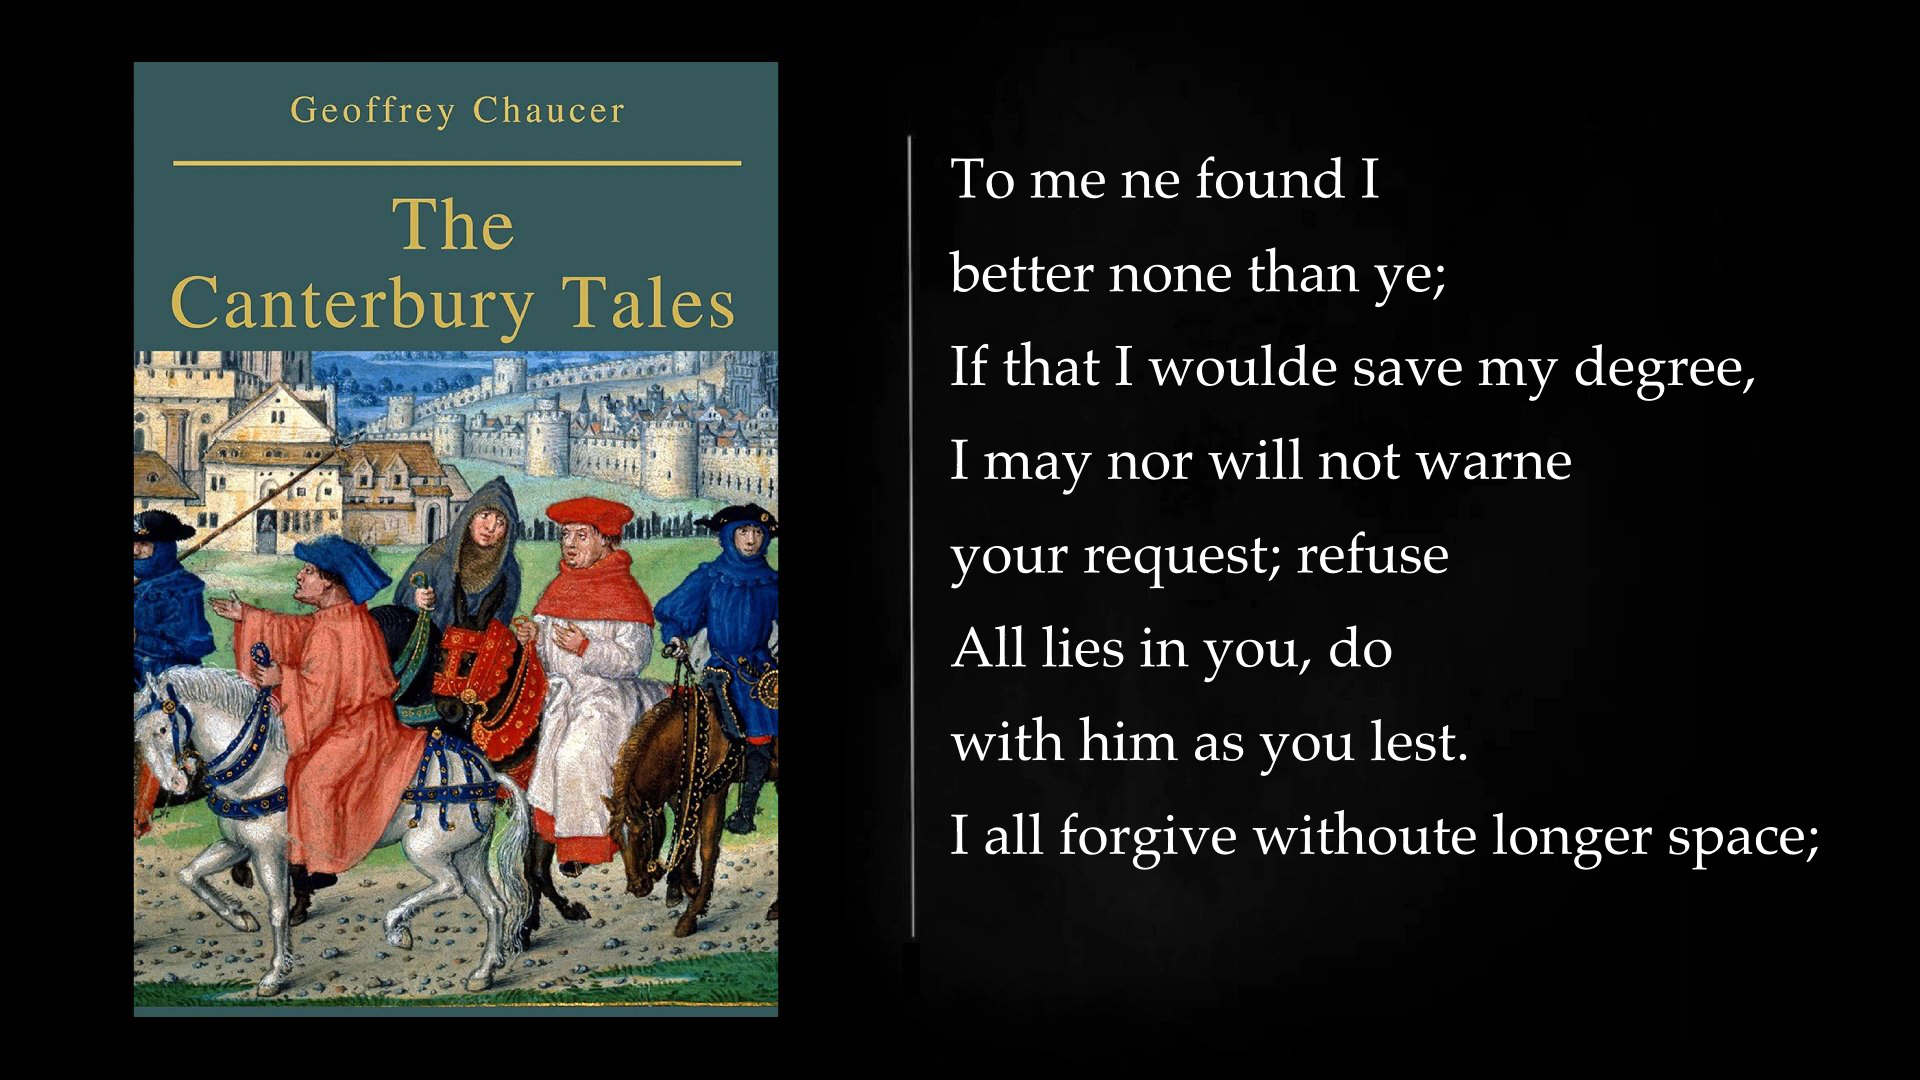 Geoffrey Chaucer
The
Canterbury Tales
To me ne found I
better none than ye;
If that I woulde save my degree,
I may nor will not warne
your request; refuse
All lies in you, do
with him as you lest.
I all forgive withoute longer space;